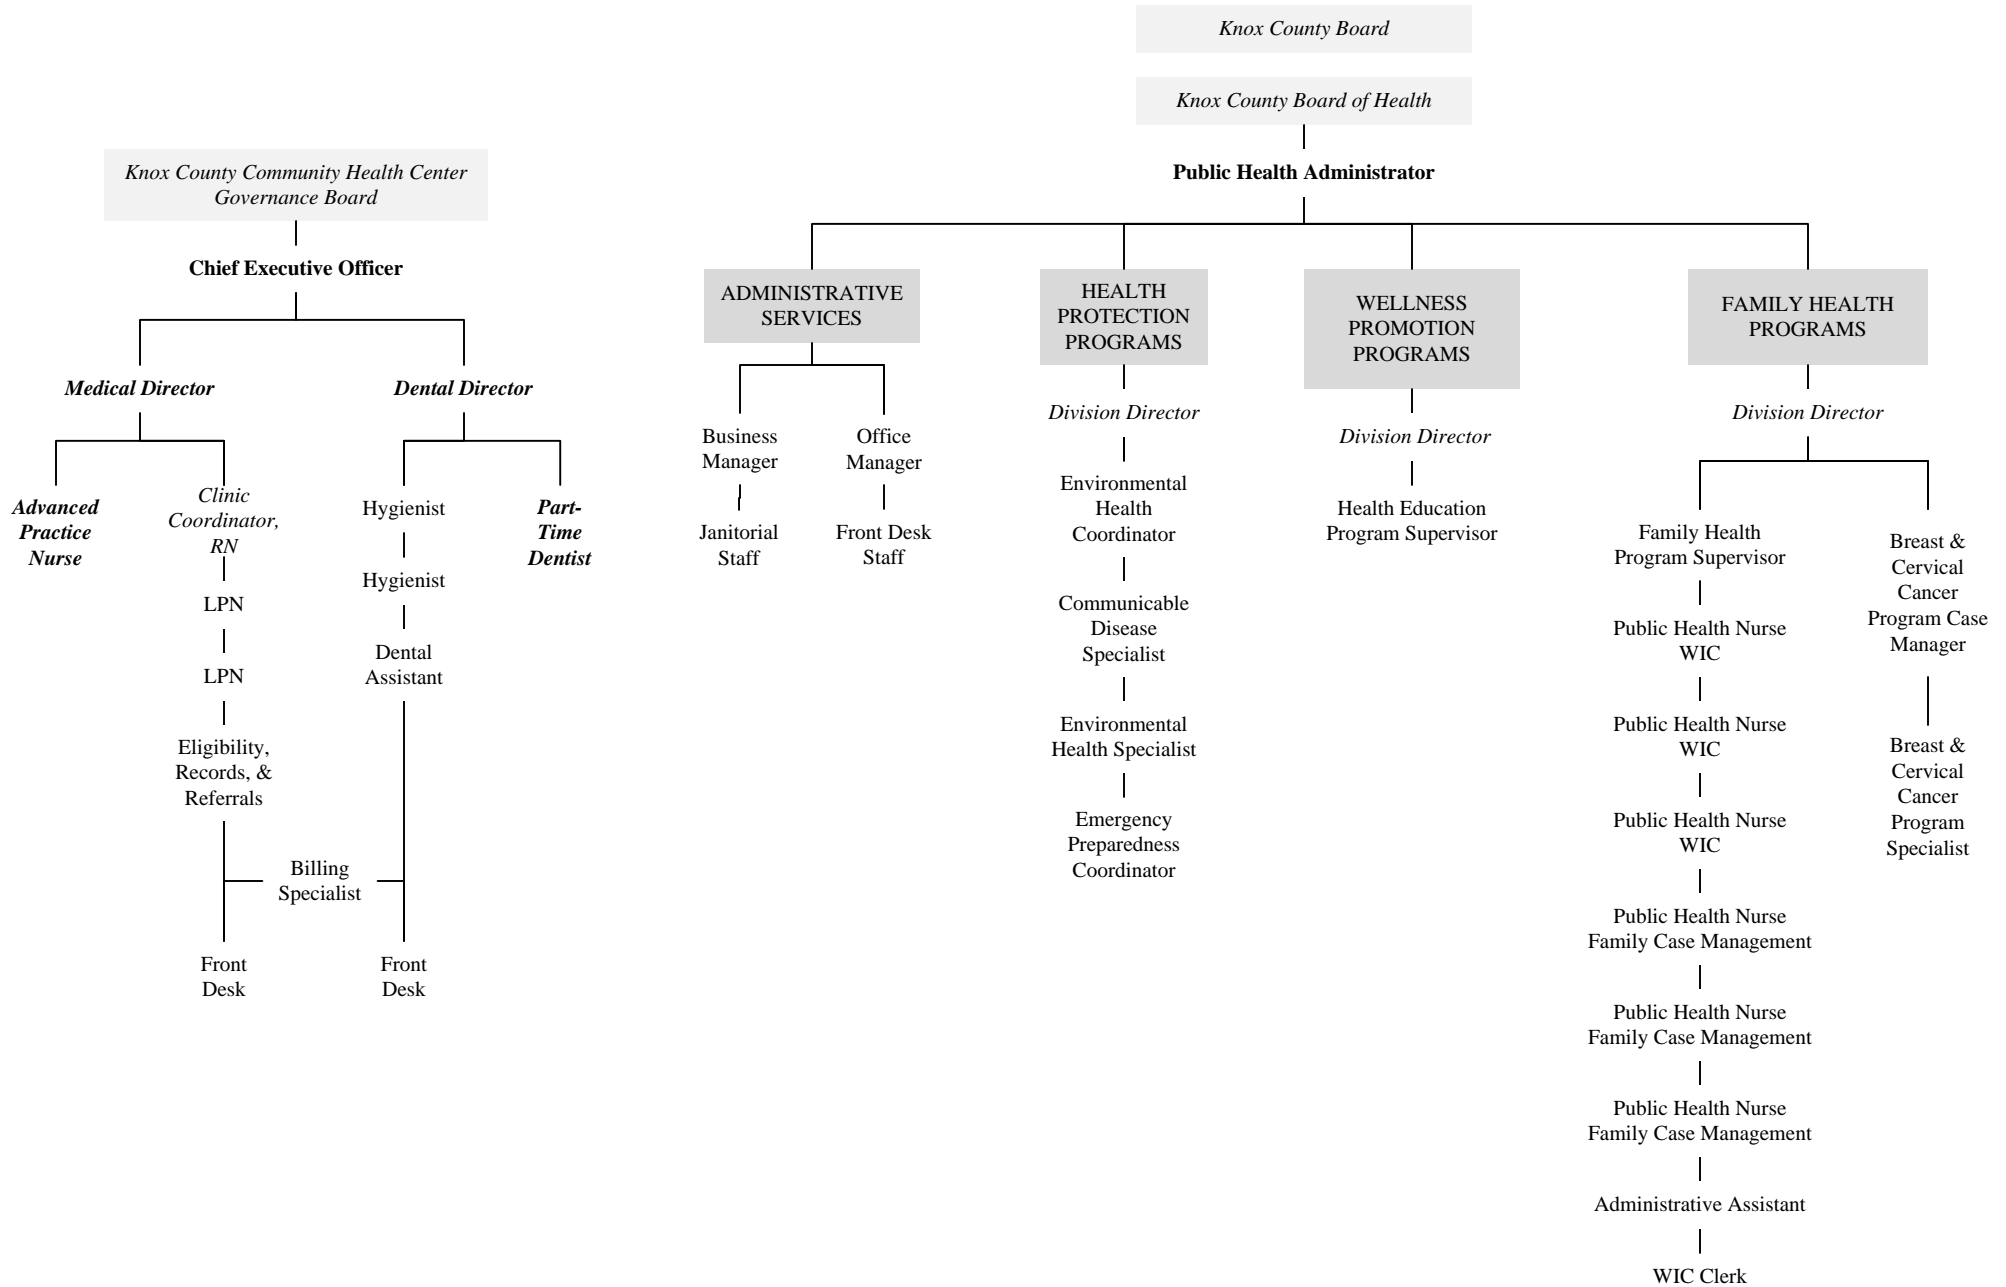 Knox County Board
Knox County Board of Health
Public Health Administrator
Knox County Community Health Center
Governance Board
Chief Executive Officer
Medical Director
Dental Director
Advanced
Practice
Nurse
Clinic
Coordinator,
RN
LPN
LPN
Eligibility,
Records, &
Referrals
Hygienist
Hygienist
Dental
Assistant
Part-
Time
Dentist
Billing
Specialist
Front
Desk
Front
Desk
ADMINISTRATIVE
SERVICES
Business
Manager
Janitorial
Staff
Office
Manager
Front Desk
Staff
HEALTH
PROTECTION
PROGRAMS
Division Director
Environmental
Health
Coordinator
Communicable
Disease
Specialist
Environmental
Health Specialist
Emergency
Preparedness
Coordinator
WELLNESS
PROMOTION
PROGRAMS
Division Director
Health Education
Program Supervisor
FAMILY HEALTH
PROGRAMS
Division Director
Family Health
Program Supervisor
Public Health Nurse
WIC
Public Health Nurse
WIC
Public Health Nurse
WIC
Public Health Nurse
Family Case Management
Public Health Nurse
Family Case Management
Public Health Nurse
Family Case Management
Administrative Assistant
WIC Clerk
Breast &
Cervical
Cancer
Program Case
Manager
Breast &
Cervical
Cancer
Program
Specialist